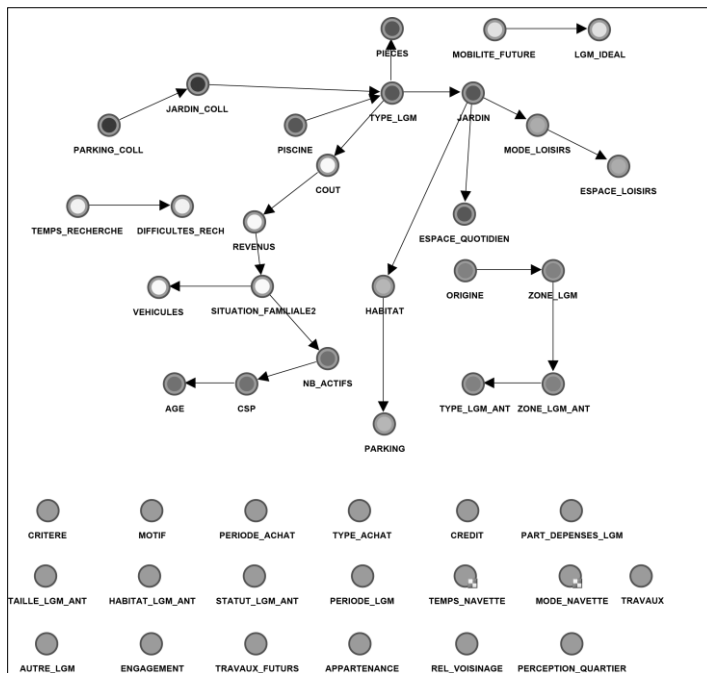 PIECES
MOBILITE_FUTURE
LGM_IDEAL
JARDIN_COLL
TYPE_LGM
JARDIN
PARKING_COLL
PISCINE
MODE_LOISIRS
COUT
ESPACE_LOISIRS
TEMPS_RECHERCHE
DIFFICULTES_RECH
REVENUS
ESPACE_QUOTIDIEN
VEHICULES
SITUATION_FAMILIALE2
HABITAT
ORIGINE
ZONE_LGM
NB_ACTIFS
AGE
CSP
TYPE_LGM_ANT
ZONE_LGM_ANT
PARKING
CRITERE
MOTIF
PERIODE_ACHAT
TYPE_ACHAT
CREDIT
PART_DEPENSES_LGM
TAILLE_LGM_ANT
HABITAT_LGM_ANT
STATUT_LGM_ANT
PERIODE_LGM
TEMPS_NAVETTE
MODE_NAVETTE
TRAVAUX
AUTRE_LGM
ENGAGEMENT
TRAVAUX_FUTURS
APPARTENANCE
REL_VOISINAGE
PERCEPTION_QUARTIER